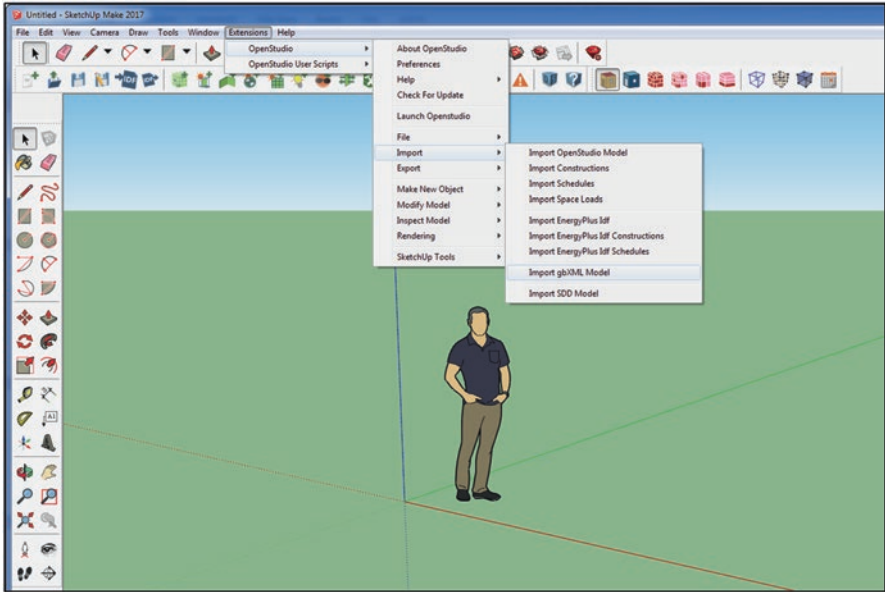 Untitled - SketchUp Make 2017
File Edit View Camera Draw Tools Window Extensions Help
OpenStudio
OpenStudio User Scripts
About OpenStudio
Preferences
Help
Check For Update
Launch Openstudio
File
Import
Export
Make New Object
Modify Model
Inspect Model
Rendering
SketchUp Tools
Import OpenStudio Model
Import Constructions
Import Schedules
Import Space Loads
Import EnergyPlus Idf
Import EnergyPlus Idf Constructions
Import EnergyPlus Idf Schedules
Import gbXML Model
Import SDD Model